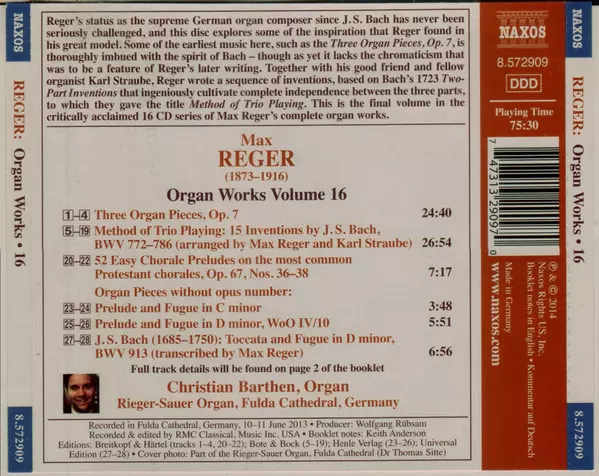 NAXOS
REGER: Organ Works • 16
8.572909
Reger's status as the supreme German organ composer since J. S. Bach has never been
seriously challenged, and this disc explores some of the inspiration that Reger found in
his great model. Some of the earliest music here, such as the Three Organ Pieces, Op. 7, is
thoroughly imbued with the spirit of Bach – though as yet it lacks the chromaticism that
was to be a feature of Reger's later writing. Together with his good friend and fellow
organist Karl Straube, Reger wrote a sequence of inventions, based on Bach's 1723 Two-
Part Inventions that ingeniously cultivate complete independence between the three parts,
to which they gave the title Method of Trio Playing. This is the final volume in the
critically acclaimed 16 CD series of Max Reger's complete organ works.
Max
REGER
(1873–1916)
Organ Works Volume 16
1–4 Three Organ Pieces, Op. 7 24:40
5–19 Method of Trio Playing: 15 Inventions by J. S. Bach,
BWV 772–786 (arranged by Max Reger and Karl Straube) 26:54
20–22 52 Easy Chorale Preludes on the most common
Protestant chorales, Op. 67, Nos. 36–38 7:17
Organ Pieces without opus number:
23–24 Prelude and Fugue in C minor 3:48
25–26 Prelude and Fugue in D minor, WoO IV/10 5:51
27–28 J. S. Bach (1685–1750): Toccata and Fugue in D minor,
BWV 913 (transcribed by Max Reger) 6:56
Full track details will be found on page 2 of the booklet
Christian Barthen, Organ
Rieger-Sauer Organ, Fulda Cathedral, Germany
Recorded in Fulda Cathedral, Germany, 10–11 June 2013 • Producer: Wolfgang Rübsam
Recorded & edited by RMC Classical, Music Inc. USA • Booklet notes: Keith Anderson
Editions: Breitkopf & Härtel (tracks 1–4, 20–22); Bote & Bock (5–19); Henle Verlag (23–26); Universal
Edition (27–28) • Cover photo: Part of the Rieger-Sauer Organ, Fulda Cathedral (Dr Thomas Sitte)
NAXOS
8.572909
DDD
Playing Time
75:30
7 47313 29097 0
℗ & © 2014
Naxos Rights US, Inc.
Booklet notes in English • Kommentar auf Deutsch
Made in Germany
www.naxos.com
NAXOS
REGER: Organ Works • 16
8.572909